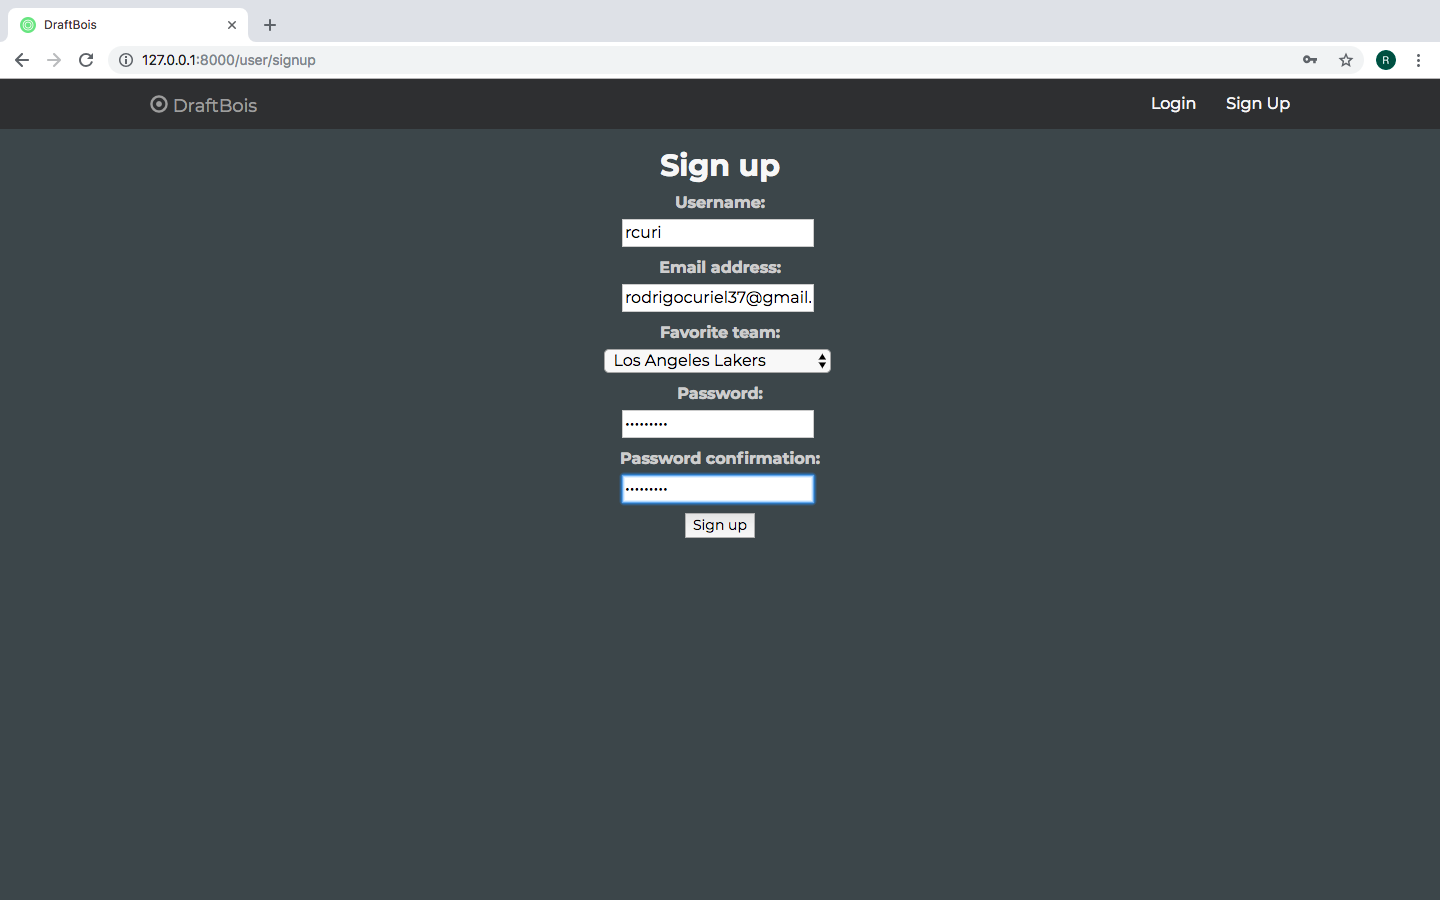 DraftBois
127.0.0.1:8000/user/signup
R
DraftBois
Login
Sign Up
Sign up
Username:
rcuri
Email address:
rodrigocuriel37@gmail.
Favorite team:
Los Angeles Lakers
Password:
•••••••••
Password confirmation:
•••••••••
Sign up